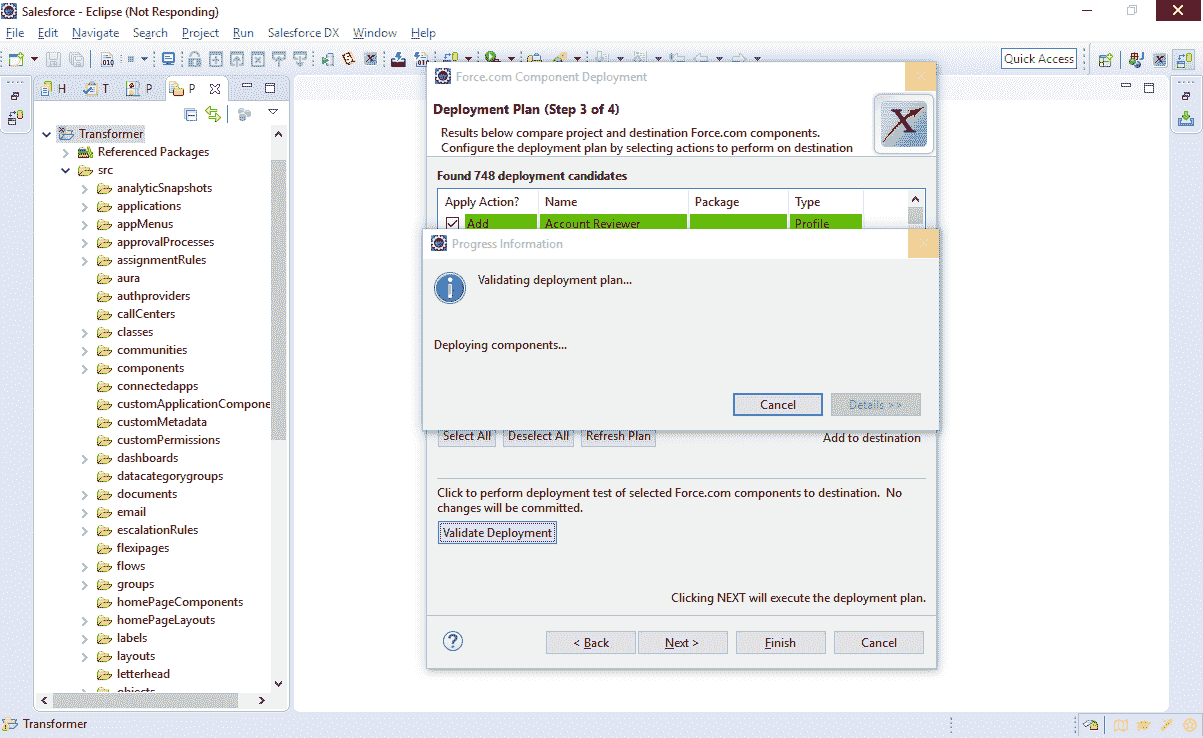 Salesforce - Eclipse (Not Responding)
File Edit Navigate Search Project Run Salesforce DX Window Help
Quick Access
H T P P
Transformer
Referenced Packages
src
analyticSnapshots
applications
appMenus
approvalProcesses
assignmentRules
aura
authproviders
callCenters
classes
communities
components
connectedapps
customApplicationCompone
customMetadata
customPermissions
dashboards
datacategorygroups
documents
email
escalationRules
flexipages
flows
groups
homePageComponents
homePageLayouts
labels
layouts
letterhead
objects
Force.com Component Deployment
Deployment Plan (Step 3 of 4)
Results below compare project and destination Force.com components.
Configure the deployment plan by selecting actions to perform on destination
Found 748 deployment candidates
Apply Action? Name Package Type
Add Account Reviewer Profile
Progress Information
Validating deployment plan...
Deploying components...
Cancel Details >>
Select All Deselect All Refresh Plan Add to destination
Click to perform deployment test of selected Force.com components to destination. No
changes will be committed.
Validate Deployment
Clicking NEXT will execute the deployment plan.
? < Back Next > Finish Cancel
Transformer